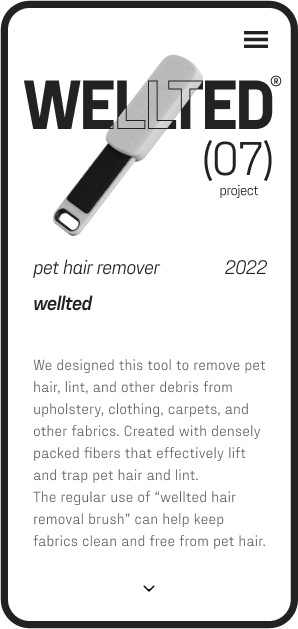 WELLTED®
(07)
project
pet hair remover 2022
wellted
We designed this tool to remove pet
hair, lint, and other debris from
upholstery, clothing, carpets, and
other fabrics. Created with densely
packed fibers that effectively lift
and trap pet hair and lint.
The regular use of “wellted hair
removal brush” can help keep
fabrics clean and free from pet hair.